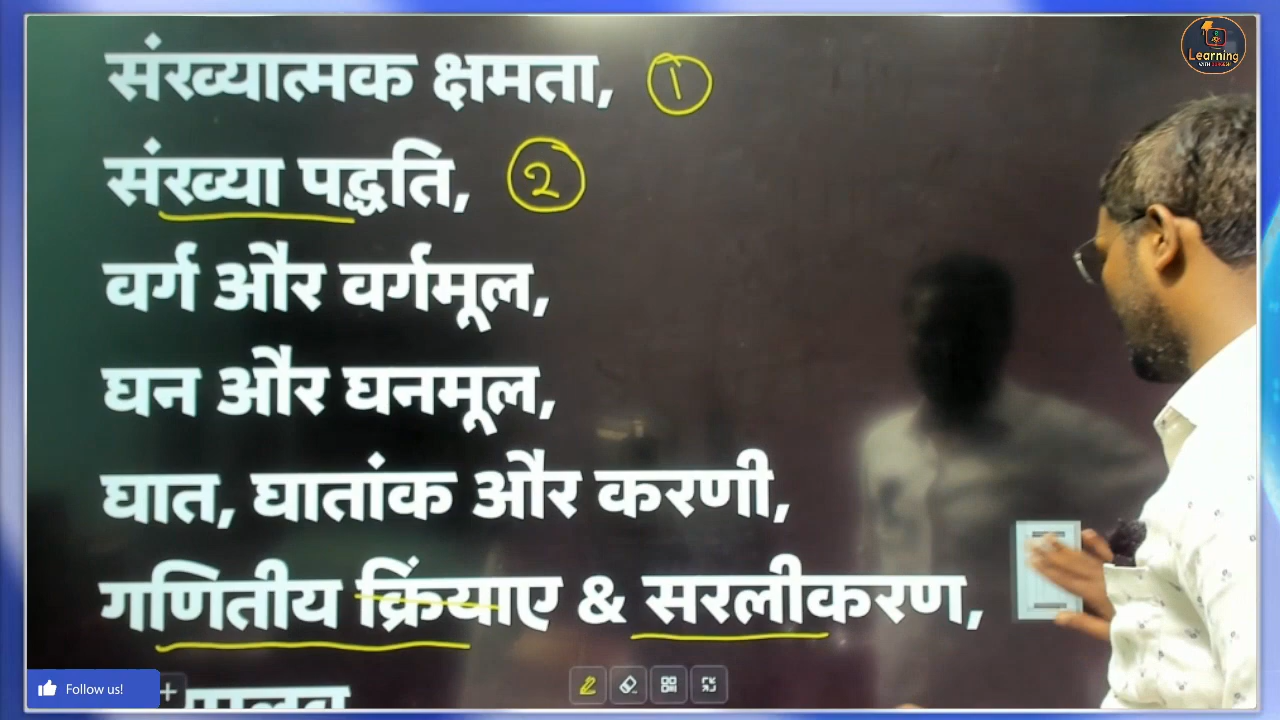 संख्यात्मक क्षमता, 1
संख्या पद्धति, 2
वर्ग और वर्गमूल,
घन और घनमूल,
घात, घातांक और करणी,
गणितीय क्रिंयाए & सरलीकरण,
Follow us!
Learning